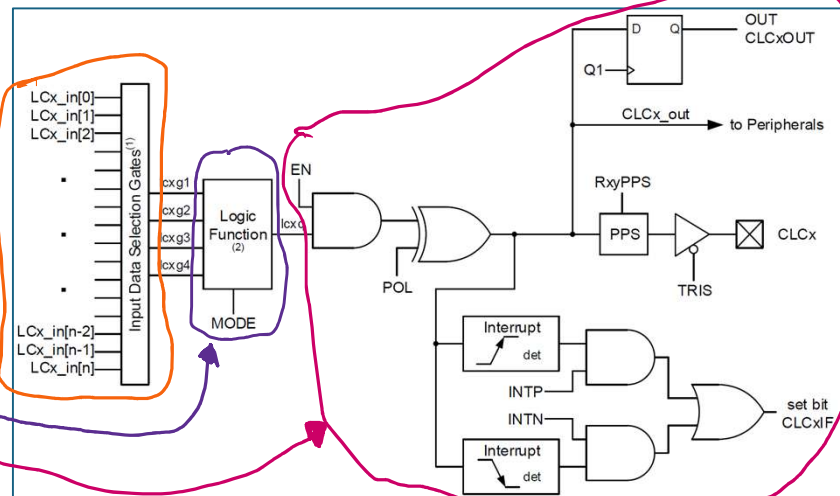 OUT
CLCxOUT
D
Q
Q1
LCx_in[0]
LCx_in[1]
LCx_in[2]
CLCx_out
to Peripherals
Input Data Selection Gates(1)
EN
RxyPPS
lcxg1
lcxg2
lcxg3
lcxg4
Logic
Function
(2)
PPS
CLCx
POL
TRIS
MODE
LCx_in[n-2]
LCx_in[n-1]
LCx_in[n]
Interrupt
det
INTP
INTN
set bit
CLCxIF
Interrupt
det